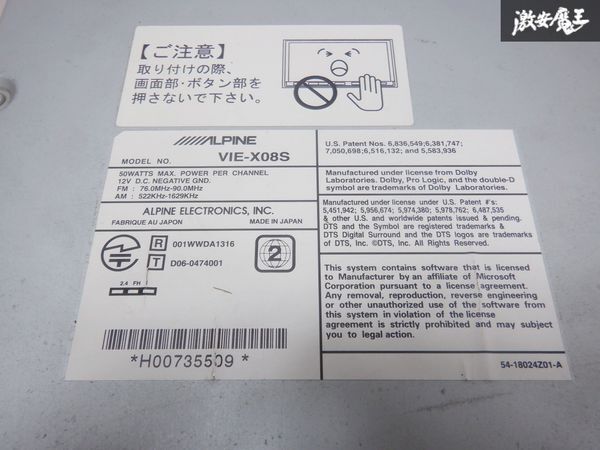 激安魔王
【ご注意】
取り付けの際、
画面部・ボタン部を
押さないで下さい。
ALPINE
MODEL NO. VIE-X08S
50WATTS MAX. POWER PER CHANNEL
12V D.C. NEGATIVE GND.
FM : 76.0MHz-90.0MHz
AM : 522KHz-1629KHz
ALPINE ELECTRONICS, INC.
FABRIQUÉ AU JAPON MADE IN JAPAN
R 001WWDA1316
T D06-0474001
2
2.4 FH 1
*H00735509*
U.S. Patent Nos. 6,836,549;6,381,747;
7,050,698;6,516,132; and 5,583,936
Manufactured under license from Dolby
Laboratories. Dolby, Pro Logic, and the double-D
symbol are trademarks of Dolby Laboratories.
Manufactured under license under U.S. Patent #'s:
5,451,942; 5,956,674; 5,974,380; 5,978,762; 6,487,535
& other U.S. and worldwide patents issued & pending.
DTS and the Symbol are registered trademarks &
DTS Digital Surround and the DTS logos are trademarks
of DTS, Inc. ©DTS, Inc. All Rights Reserved.
This system contains software that is licensed
to Manufacturer by an affiliate of Microsoft
Corporation pursuant to a license agreement.
Any removal, reproduction, reverse engineering
or other unauthorized use of the software from
this system in violation of the license
agreement is strictly prohibited and may subject
you to legal action.
54-18024Z01-A